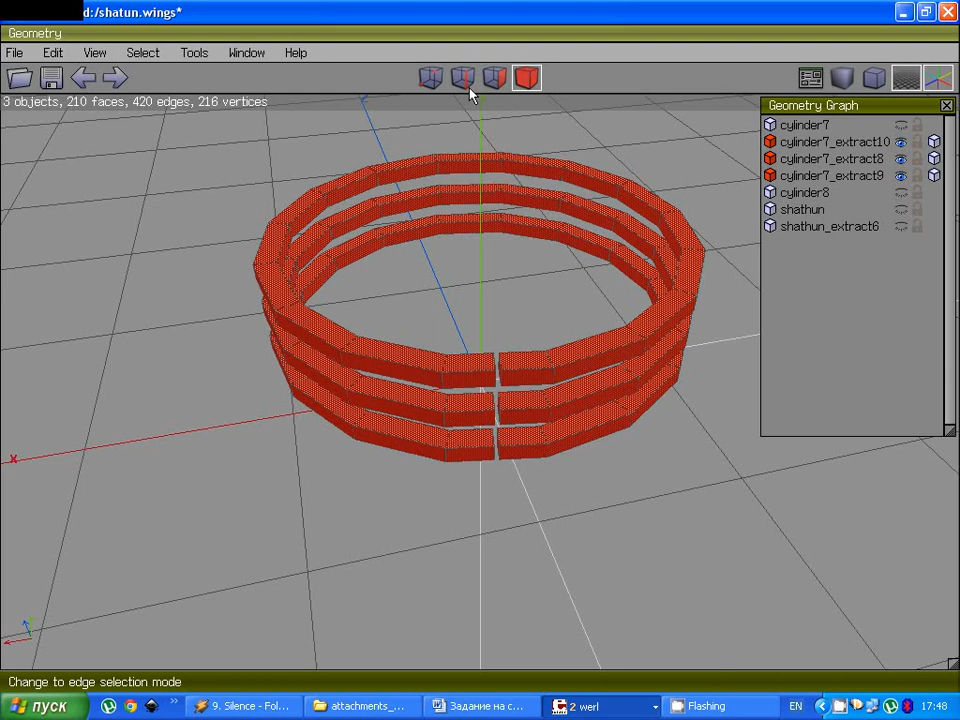 d:/shatun.wings*
Geometry
File Edit View Select Tools Window Help
3 objects, 210 faces, 420 edges, 216 vertices
Geometry Graph
cylinder7
cylinder7_extract10
cylinder7_extract8
cylinder7_extract9
cylinder8
shathun
shathun_extract6
X
Change to edge selection mode
пуск
9. Silence - Fol...
attachments_...
Задание на с...
2 werl
Flashing
EN
17:48